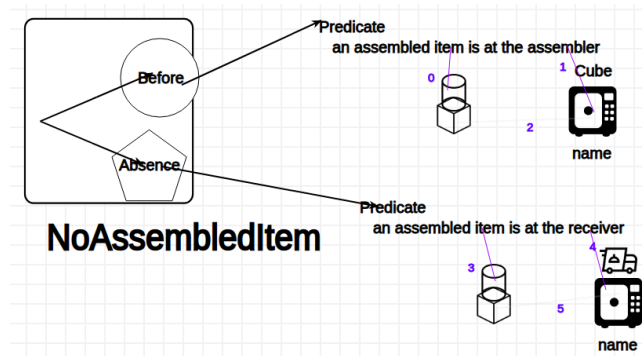 Predicate
an assembled item is at the assembler
Before
0
1
Cube
2
name
Absence
Predicate
an assembled item is at the receiver
NoAssembledItem
3
4
5
name